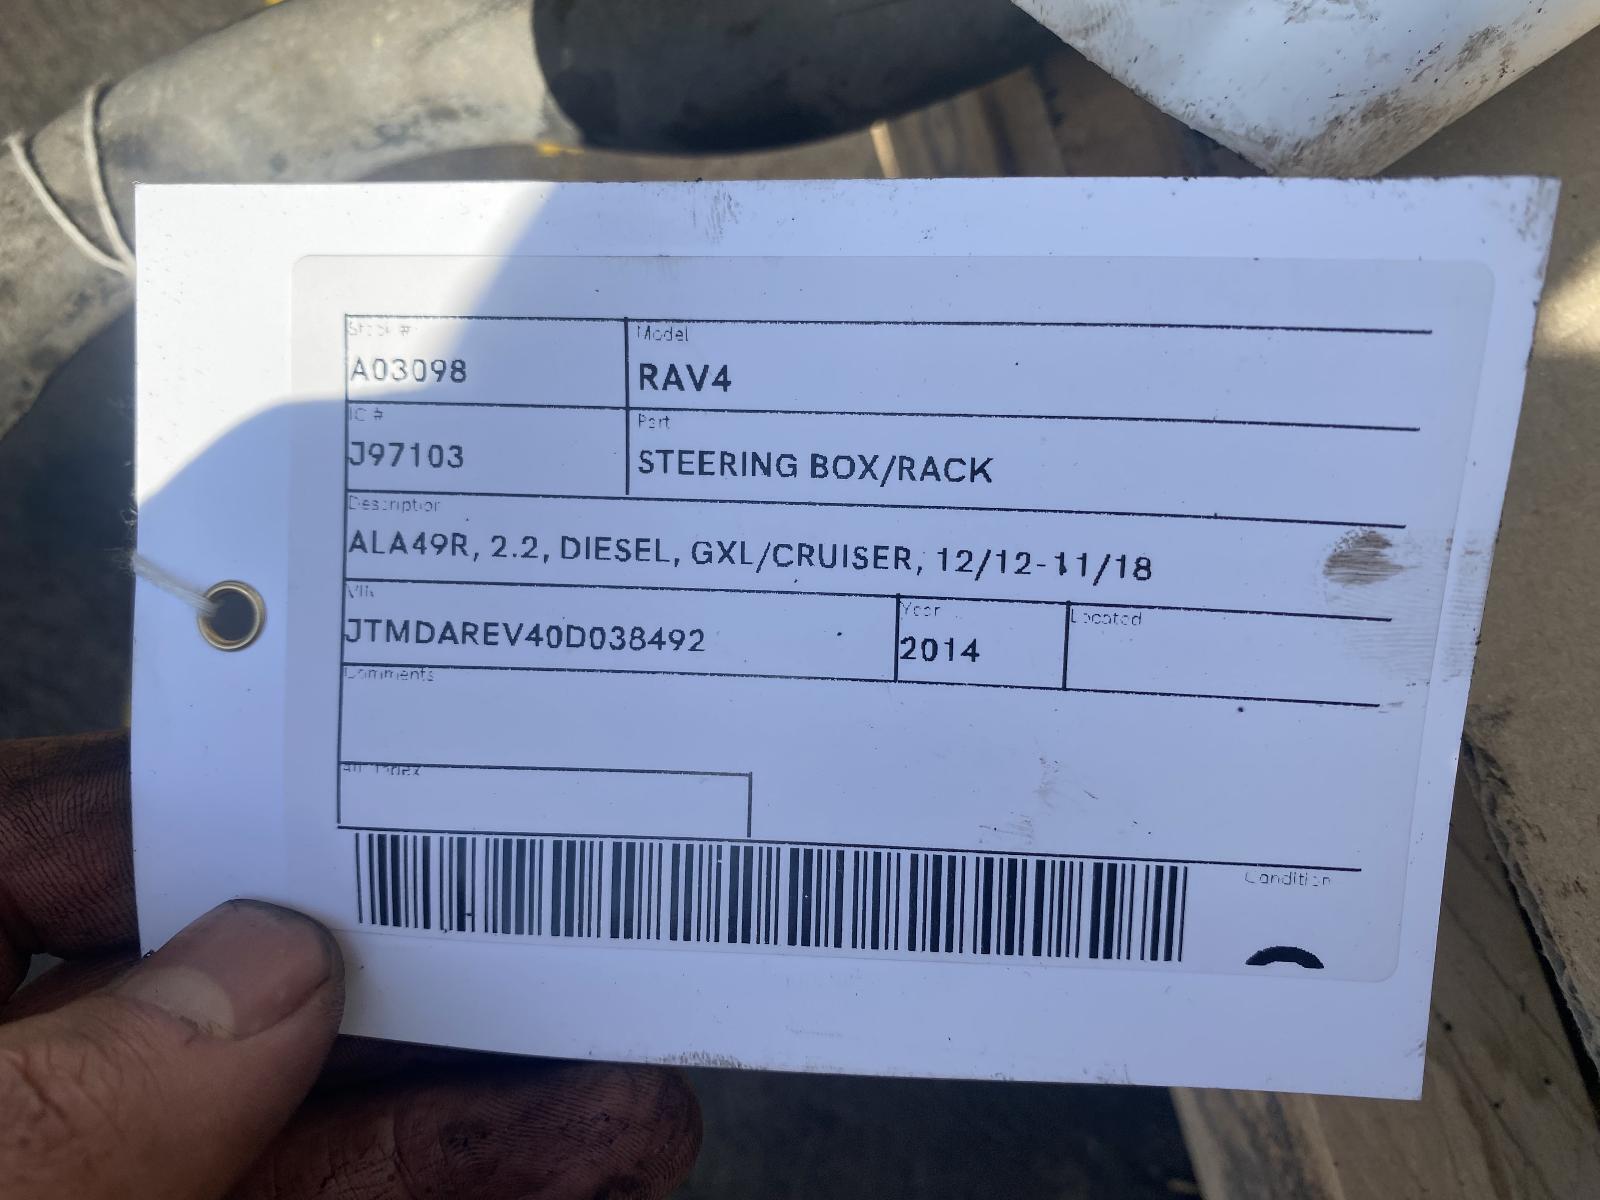 Stock #
Model
A03098
RAV4
IC #
Part
J97103
STEERING BOX/RACK
Description
ALA49R, 2.2, DIESEL, GXL/CRUISER, 12/12-11/18
VIN
Year
Located
JTMDAREV40D038492
2014
Comments
Condition